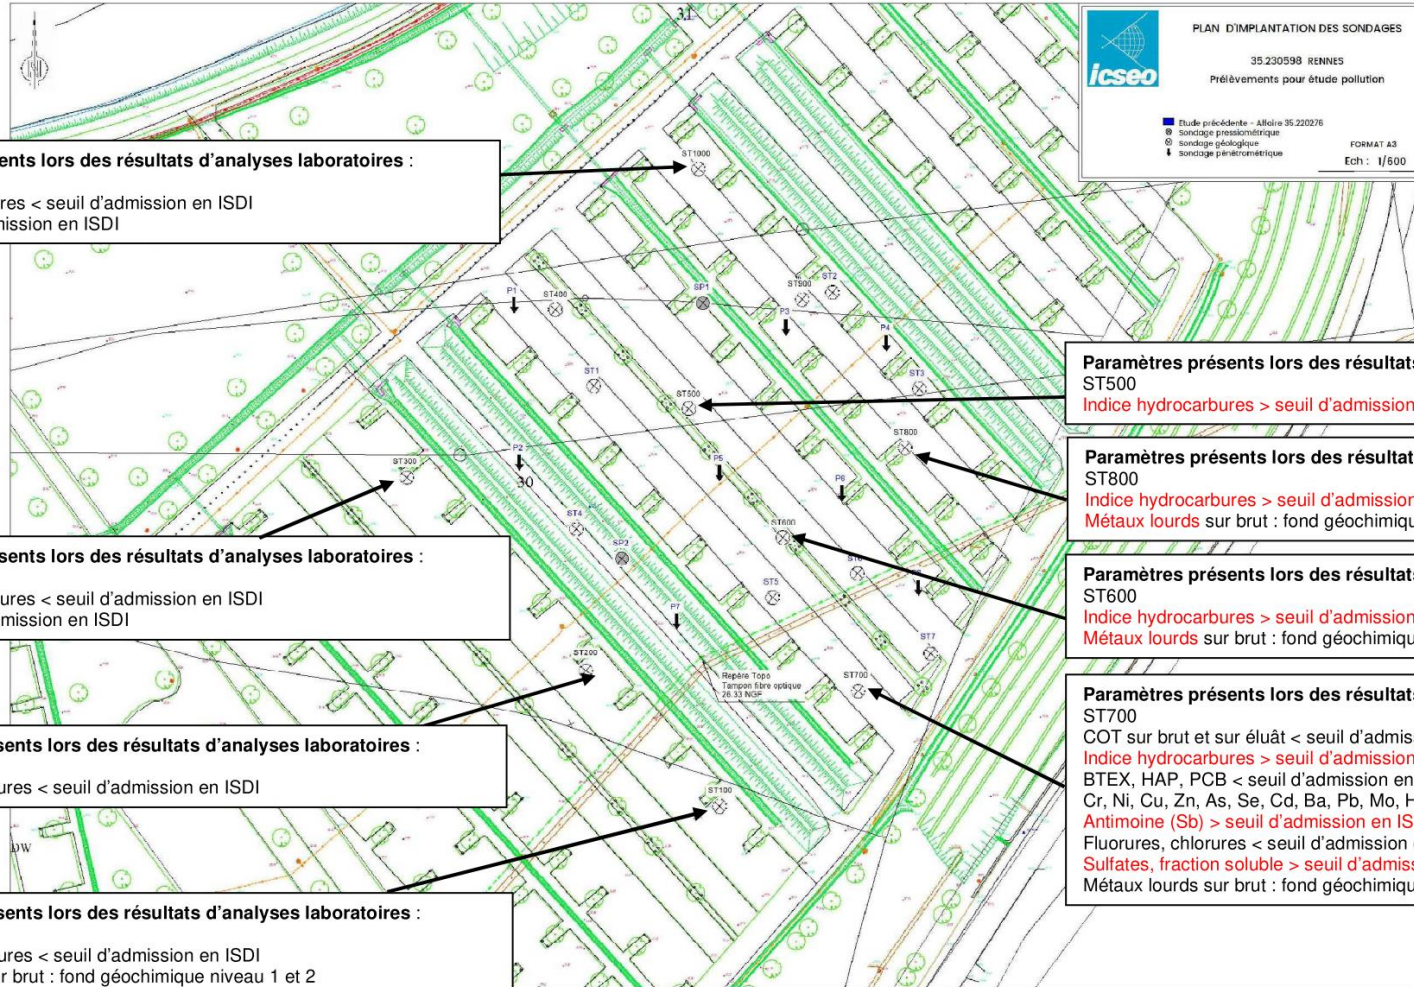 31
icseo
PLAN D'IMPLANTATION DES SONDAGES
35.230598 RENNES
Prélèvements pour étude pollution
Etude précédente - Affaire 35.220276
Sondage pressiométrique
Sondage géologique
Sondage pénétrométrique
FORMAT A3
Ech : 1/600
ents lors des résultats d'analyses laboratoires :
res < seuil d'admission en ISDI
mission en ISDI
ST1000
P1
ST400
SP1
ST900
ST2
P3
P4
ST1
ST3
ST500
Paramètres présents lors des résultats
ST500
Indice hydrocarbures > seuil d'admission
ST800
Paramètres présents lors des résultat
ST800
Indice hydrocarbures > seuil d'admission
Métaux lourds sur brut : fond géochimiqu
ST300
P2
30
P5
P6
ST4
ST600
SP2
sents lors des résultats d'analyses laboratoires :
ures < seuil d'admission en ISDI
mission en ISDI
ST5
P7
Paramètres présents lors des résultats
ST600
Indice hydrocarbures > seuil d'admission
Métaux lourds sur brut : fond géochimiqu
ST200
ST7
ST700
Repère Topo
Tampon fibre optique
26.33 NGF
Paramètres présents lors des résultats
ST700
COT sur brut et sur éluât < seuil d'admiss
Indice hydrocarbures > seuil d'admission
BTEX, HAP, PCB < seuil d'admission en
Cr, Ni, Cu, Zn, As, Se, Cd, Ba, Pb, Mo, H
Antimoine (Sb) > seuil d'admission en IS
Fluorures, chlorures < seuil d'admission
Sulfates, fraction soluble > seuil d'admiss
Métaux lourds sur brut : fond géochimiqu
sents lors des résultats d'analyses laboratoires :
ures < seuil d'admission en ISDI
ST100
DW
sents lors des résultats d'analyses laboratoires :
ures < seuil d'admission en ISDI
r brut : fond géochimique niveau 1 et 2